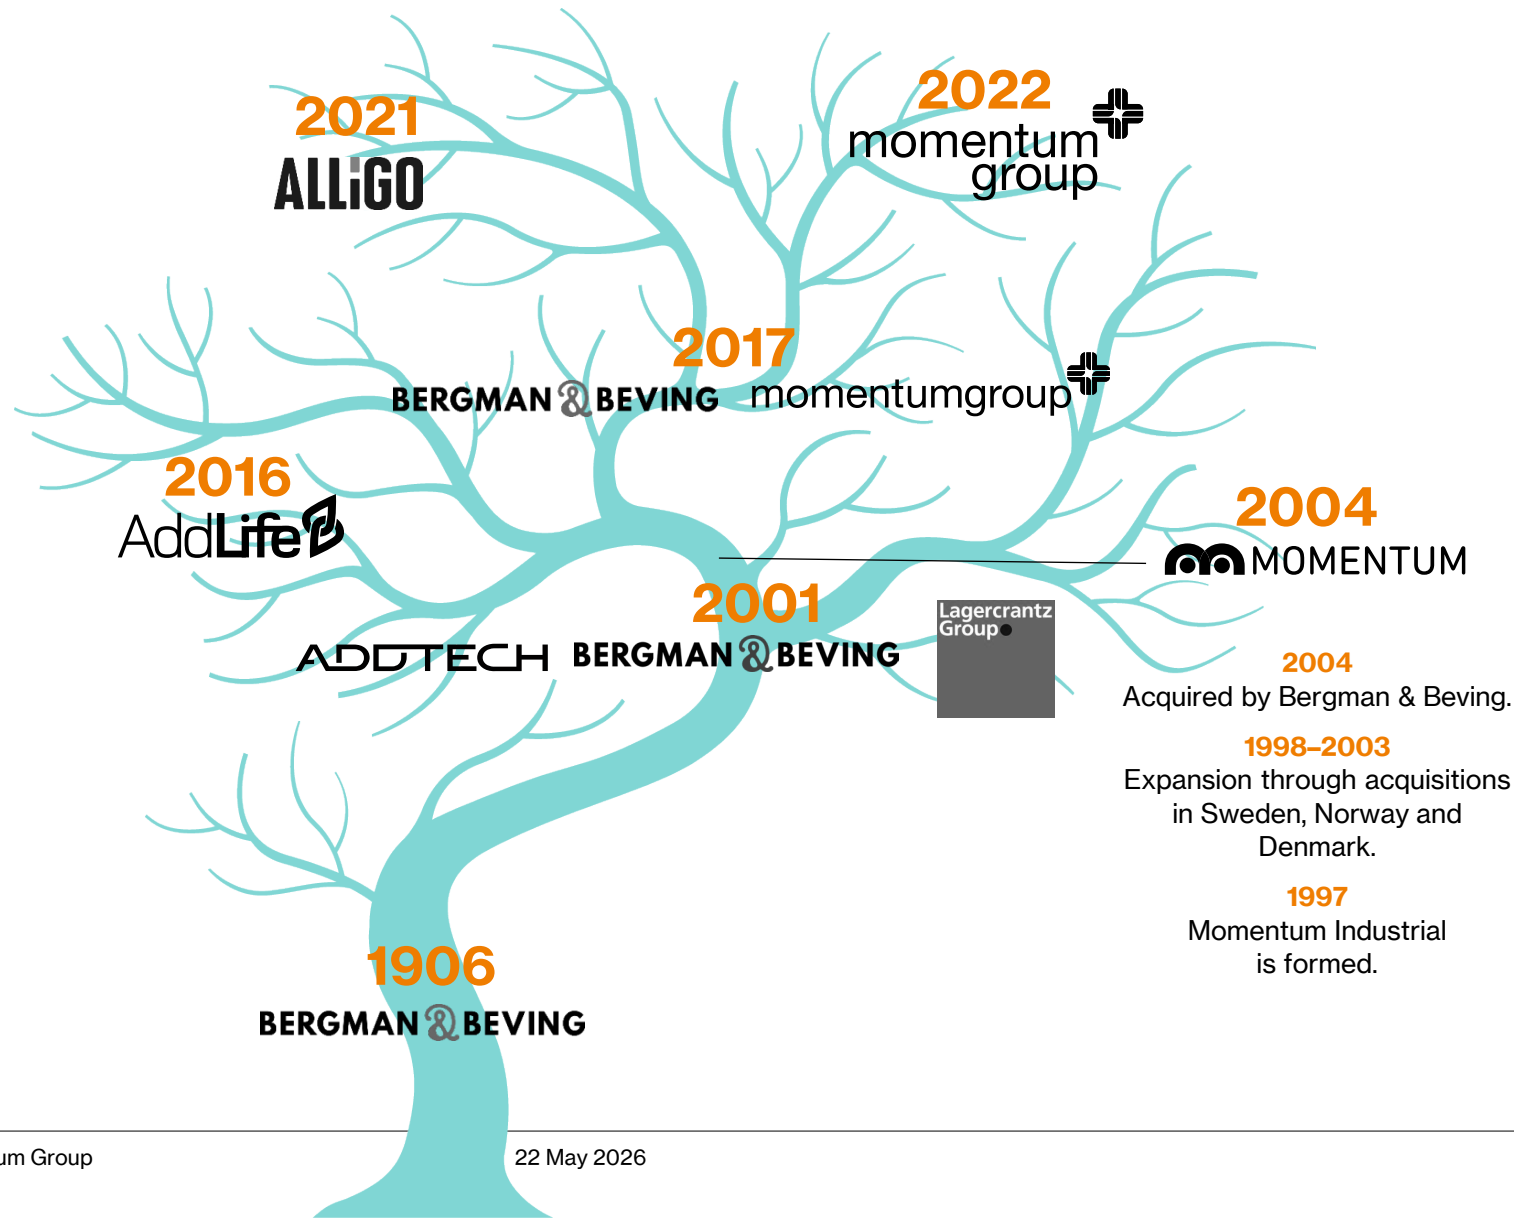 2021
ALLiGO
2022
momentum
group
2017
BERGMAN & BEVING
momentumgroup
2016
AddLife
2004
MOMENTUM
2001
ADDTECH
BERGMAN & BEVING
Lagercrantz
Group
2004
Acquired by Bergman & Beving.
1998–2003
Expansion through acquisitions
in Sweden, Norway and
Denmark.
1997
Momentum Industrial
is formed.
1906
BERGMAN & BEVING
Group
22 May 2026